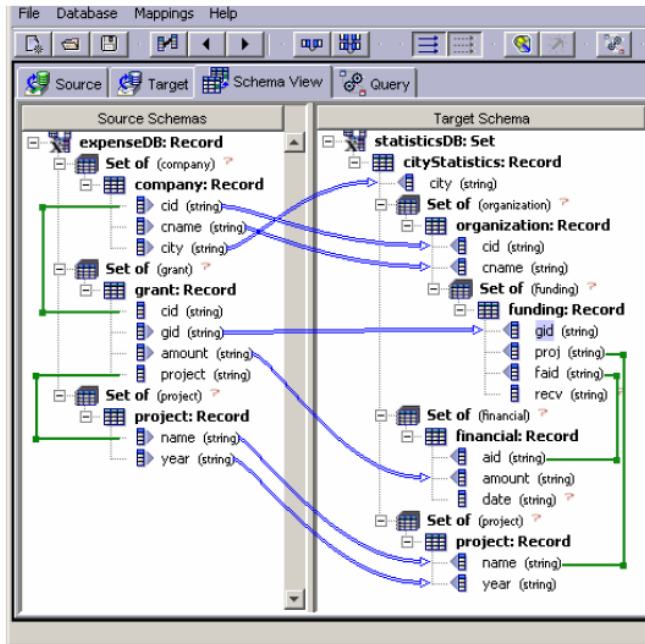 File Database Mappings Help
Source Target Schema View Query
Source Schemas
expenseDB: Record
Set of (company) ?
company: Record
cid (string)
cname (string)
city (string)
Set of (grant) ?
grant: Record
cid (string)
gid (string)
amount (string)
project (string)
Set of (project) ?
project: Record
name (string)
year (string)
Target Schema
statisticsDB: Set
cityStatistics: Record
city (string)
Set of (organization) ?
organization: Record
cid (string)
cname (string)
Set of (funding) ?
funding: Record
gid (string)
proj (string)
faid (string)
recv (string) ?
Set of (financial) ?
financial: Record
aid (string)
amount (string)
date (string) ?
Set of (project) ?
project: Record
name (string)
year (string)